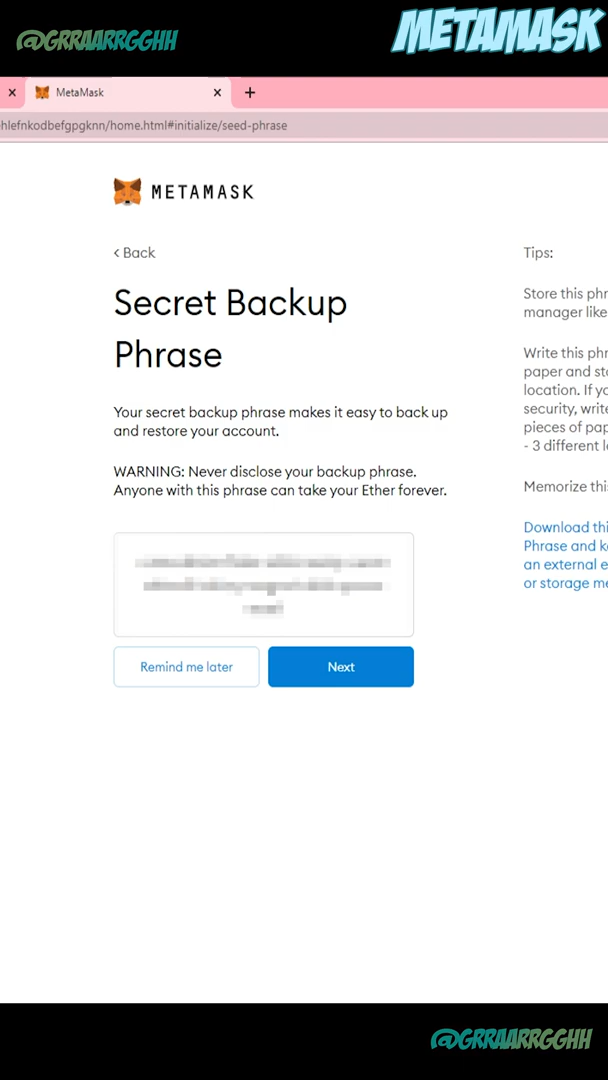 @GRRAARRGGHH
METAMASK
MetaMask
hlefnkodbefgpgknn/home.html#initialize/seed-phrase
METAMASK
< Back
Secret Backup
Phrase
Your secret backup phrase makes it easy to back up
and restore your account.
WARNING: Never disclose your backup phrase.
Anyone with this phrase can take your Ether forever.
Remind me later
Next
Tips:
Store this phr
manager like
Write this phr
paper and sto
location. If yo
security, write
pieces of pap
- 3 different l
Memorize this
Download thi
Phrase and k
an external e
or storage me
@GRRAARRGGHH